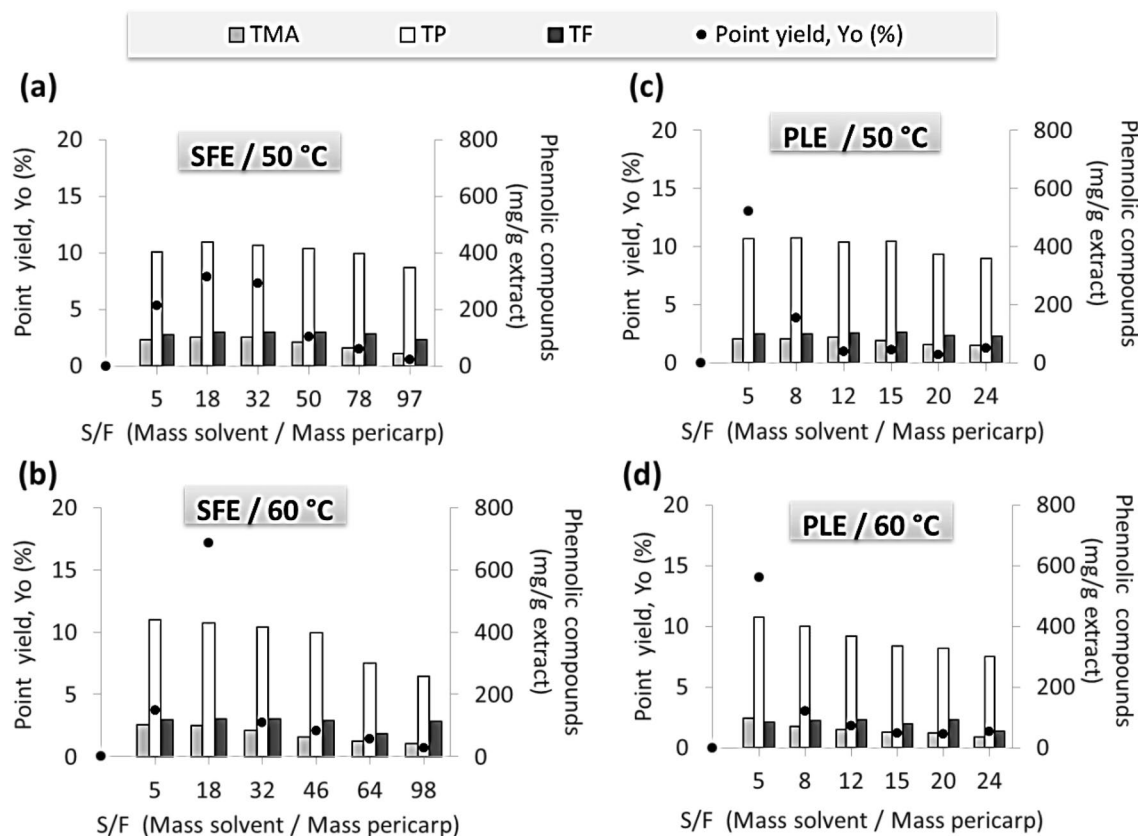 TMA TP TF Point yield, Yo (%)
(a)
SFE / 50 °C
Point yield, Yo (%)
20
15
10
5
0
800
600
400
200
0
Phennolic compounds
(mg/g extract)
5 18 32 50 78 97
S/F (Mass solvent / Mass pericarp)
(c)
PLE / 50 °C
Point yield, Yo (%)
20
15
10
5
0
800
600
400
200
0
Phennolic compounds
(mg/g extract)
5 8 12 15 20 24
S/F (Mass solvent / Mass pericarp)
(b)
SFE / 60 °C
Point yield, Yo (%)
20
15
10
5
0
800
600
400
200
0
Phennolic compounds
(mg/g extract)
5 18 32 46 64 98
S/F (Mass solvent / Mass pericarp)
(d)
PLE / 60 °C
Point yield, Yo (%)
20
15
10
5
0
800
600
400
200
0
Phennolic compounds
(mg/g extract)
5 8 12 15 20 24
S/F (Mass solvent / Mass pericarp)